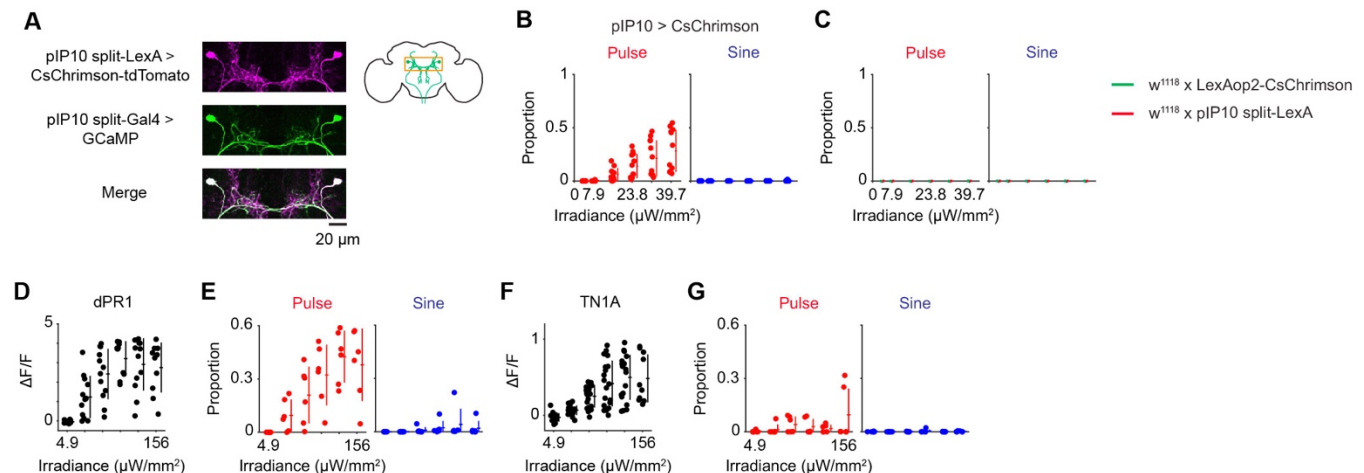 A
pIP10 split-LexA >
CsChrimson-tdTomato
pIP10 split-Gal4 >
GCaMP
Merge
20 µm
B
pIP10 > CsChrimson
Pulse
Sine
Proportion
1
0.5
0
0 7.9 23.8 39.7
Irradiance (µW/mm²)
C
Pulse
Sine
Proportion
1
0.5
0
0 7.9 23.8 39.7
Irradiance (µW/mm²)
w¹¹¹⁸ x LexAop2-CsChrimson
w¹¹¹⁸ x pIP10 split-LexA
D
dPR1
ΔF/F
5
0
4.9 156
Irradiance (µW/mm²)
E
Pulse
Sine
Proportion
0.6
0.3
0
4.9 156
Irradiance (µW/mm²)
F
TN1A
ΔF/F
1
0
4.9 156
Irradiance (µW/mm²)
G
Pulse
Sine
Proportion
0.6
0.3
0
4.9 156
Irradiance (µW/mm²)